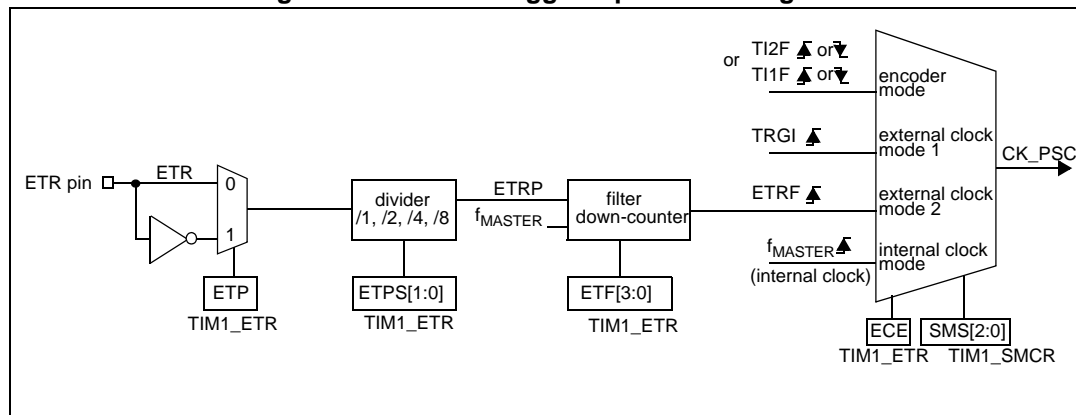 or TI2F or
TI1F or
encoder
mode
TRGI
external clock
mode 1
CK_PSC
ETR pin
ETR
0
1
divider
/1, /2, /4, /8
ETRP
fMASTER
filter
down-counter
ETRF
external clock
mode 2
fMASTER
(internal clock)
internal clock
mode
ETP
TIM1_ETR
ETPS[1:0]
TIM1_ETR
ETF[3:0]
TIM1_ETR
ECE
TIM1_ETR
SMS[2:0]
TIM1_SMCR